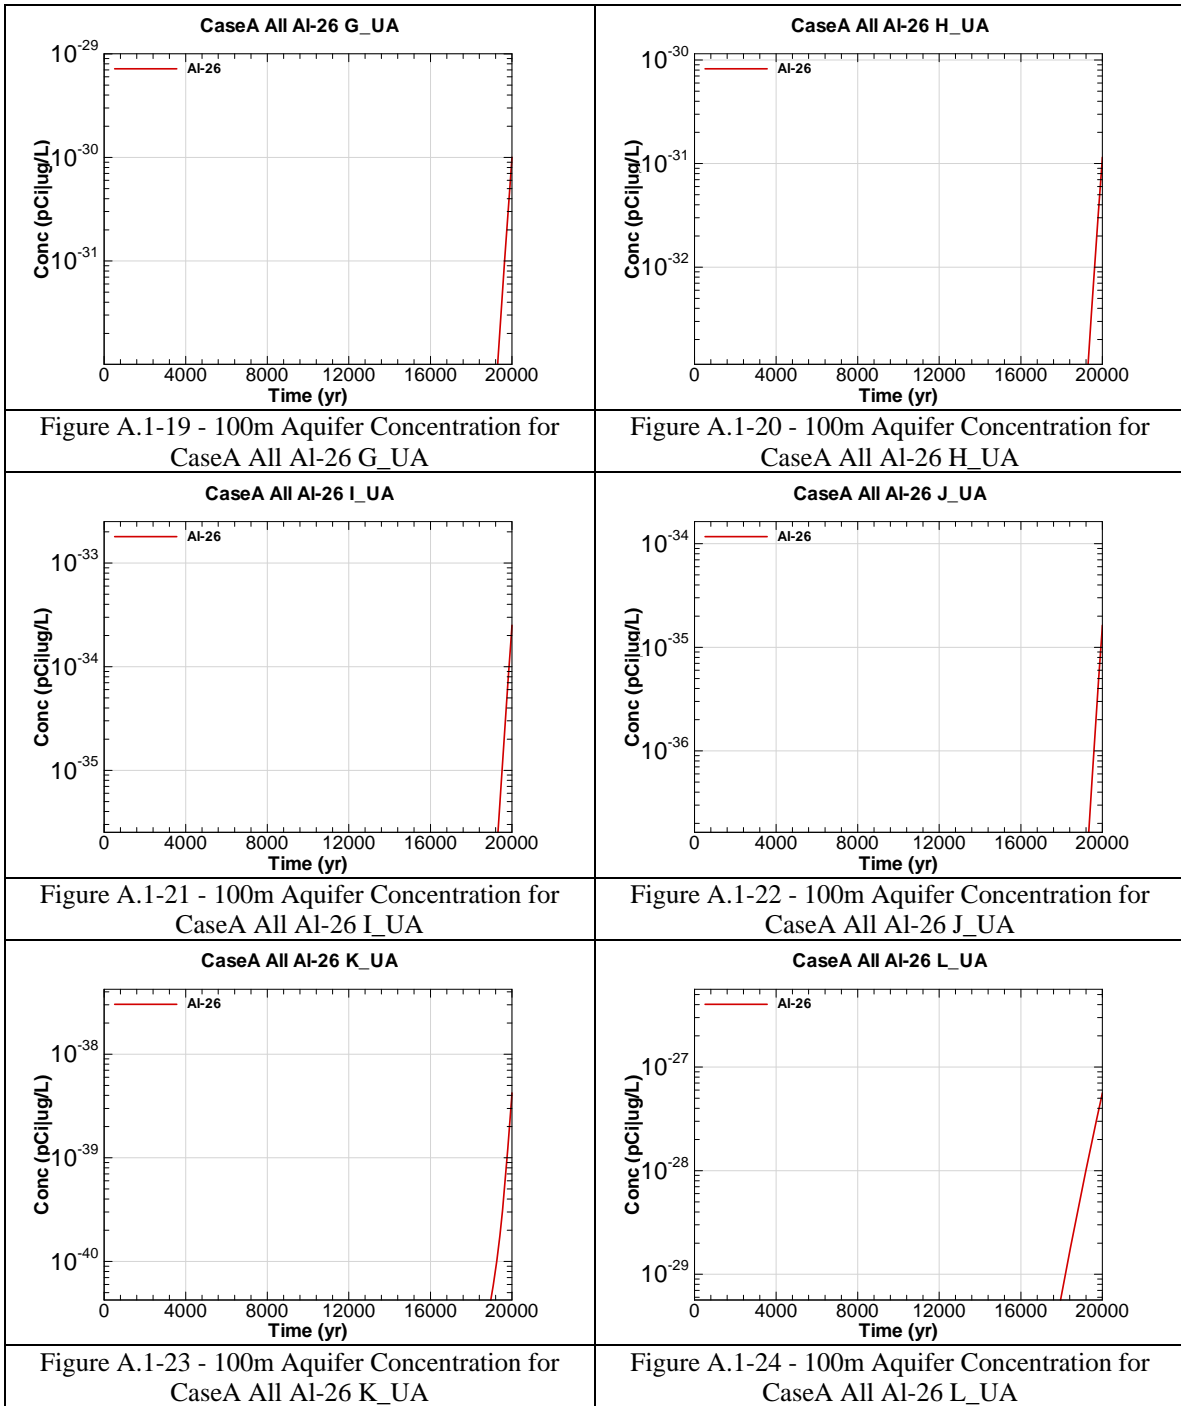 CaseA All Al-26 G_UA
Al-26
10-29
10-30
10-31
Conc (pCi|ug/L)
0 4000 8000 12000 16000 20000
Time (yr)
Figure A.1-19 - 100m Aquifer Concentration for
CaseA All Al-26 G_UA
CaseA All Al-26 H_UA
Al-26
10-30
10-31
10-32
Conc (pCi|ug/L)
0 4000 8000 12000 16000 20000
Time (yr)
Figure A.1-20 - 100m Aquifer Concentration for
CaseA All Al-26 H_UA
CaseA All Al-26 I_UA
Al-26
10-33
10-34
10-35
Conc (pCi|ug/L)
0 4000 8000 12000 16000 20000
Time (yr)
Figure A.1-21 - 100m Aquifer Concentration for
CaseA All Al-26 I_UA
CaseA All Al-26 J_UA
Al-26
10-34
10-35
10-36
Conc (pCi|ug/L)
0 4000 8000 12000 16000 20000
Time (yr)
Figure A.1-22 - 100m Aquifer Concentration for
CaseA All Al-26 J_UA
CaseA All Al-26 K_UA
Al-26
10-38
10-39
10-40
Conc (pCi|ug/L)
0 4000 8000 12000 16000 20000
Time (yr)
Figure A.1-23 - 100m Aquifer Concentration for
CaseA All Al-26 K_UA
CaseA All Al-26 L_UA
Al-26
10-27
10-28
10-29
Conc (pCi|ug/L)
0 4000 8000 12000 16000 20000
Time (yr)
Figure A.1-24 - 100m Aquifer Concentration for
CaseA All Al-26 L_UA